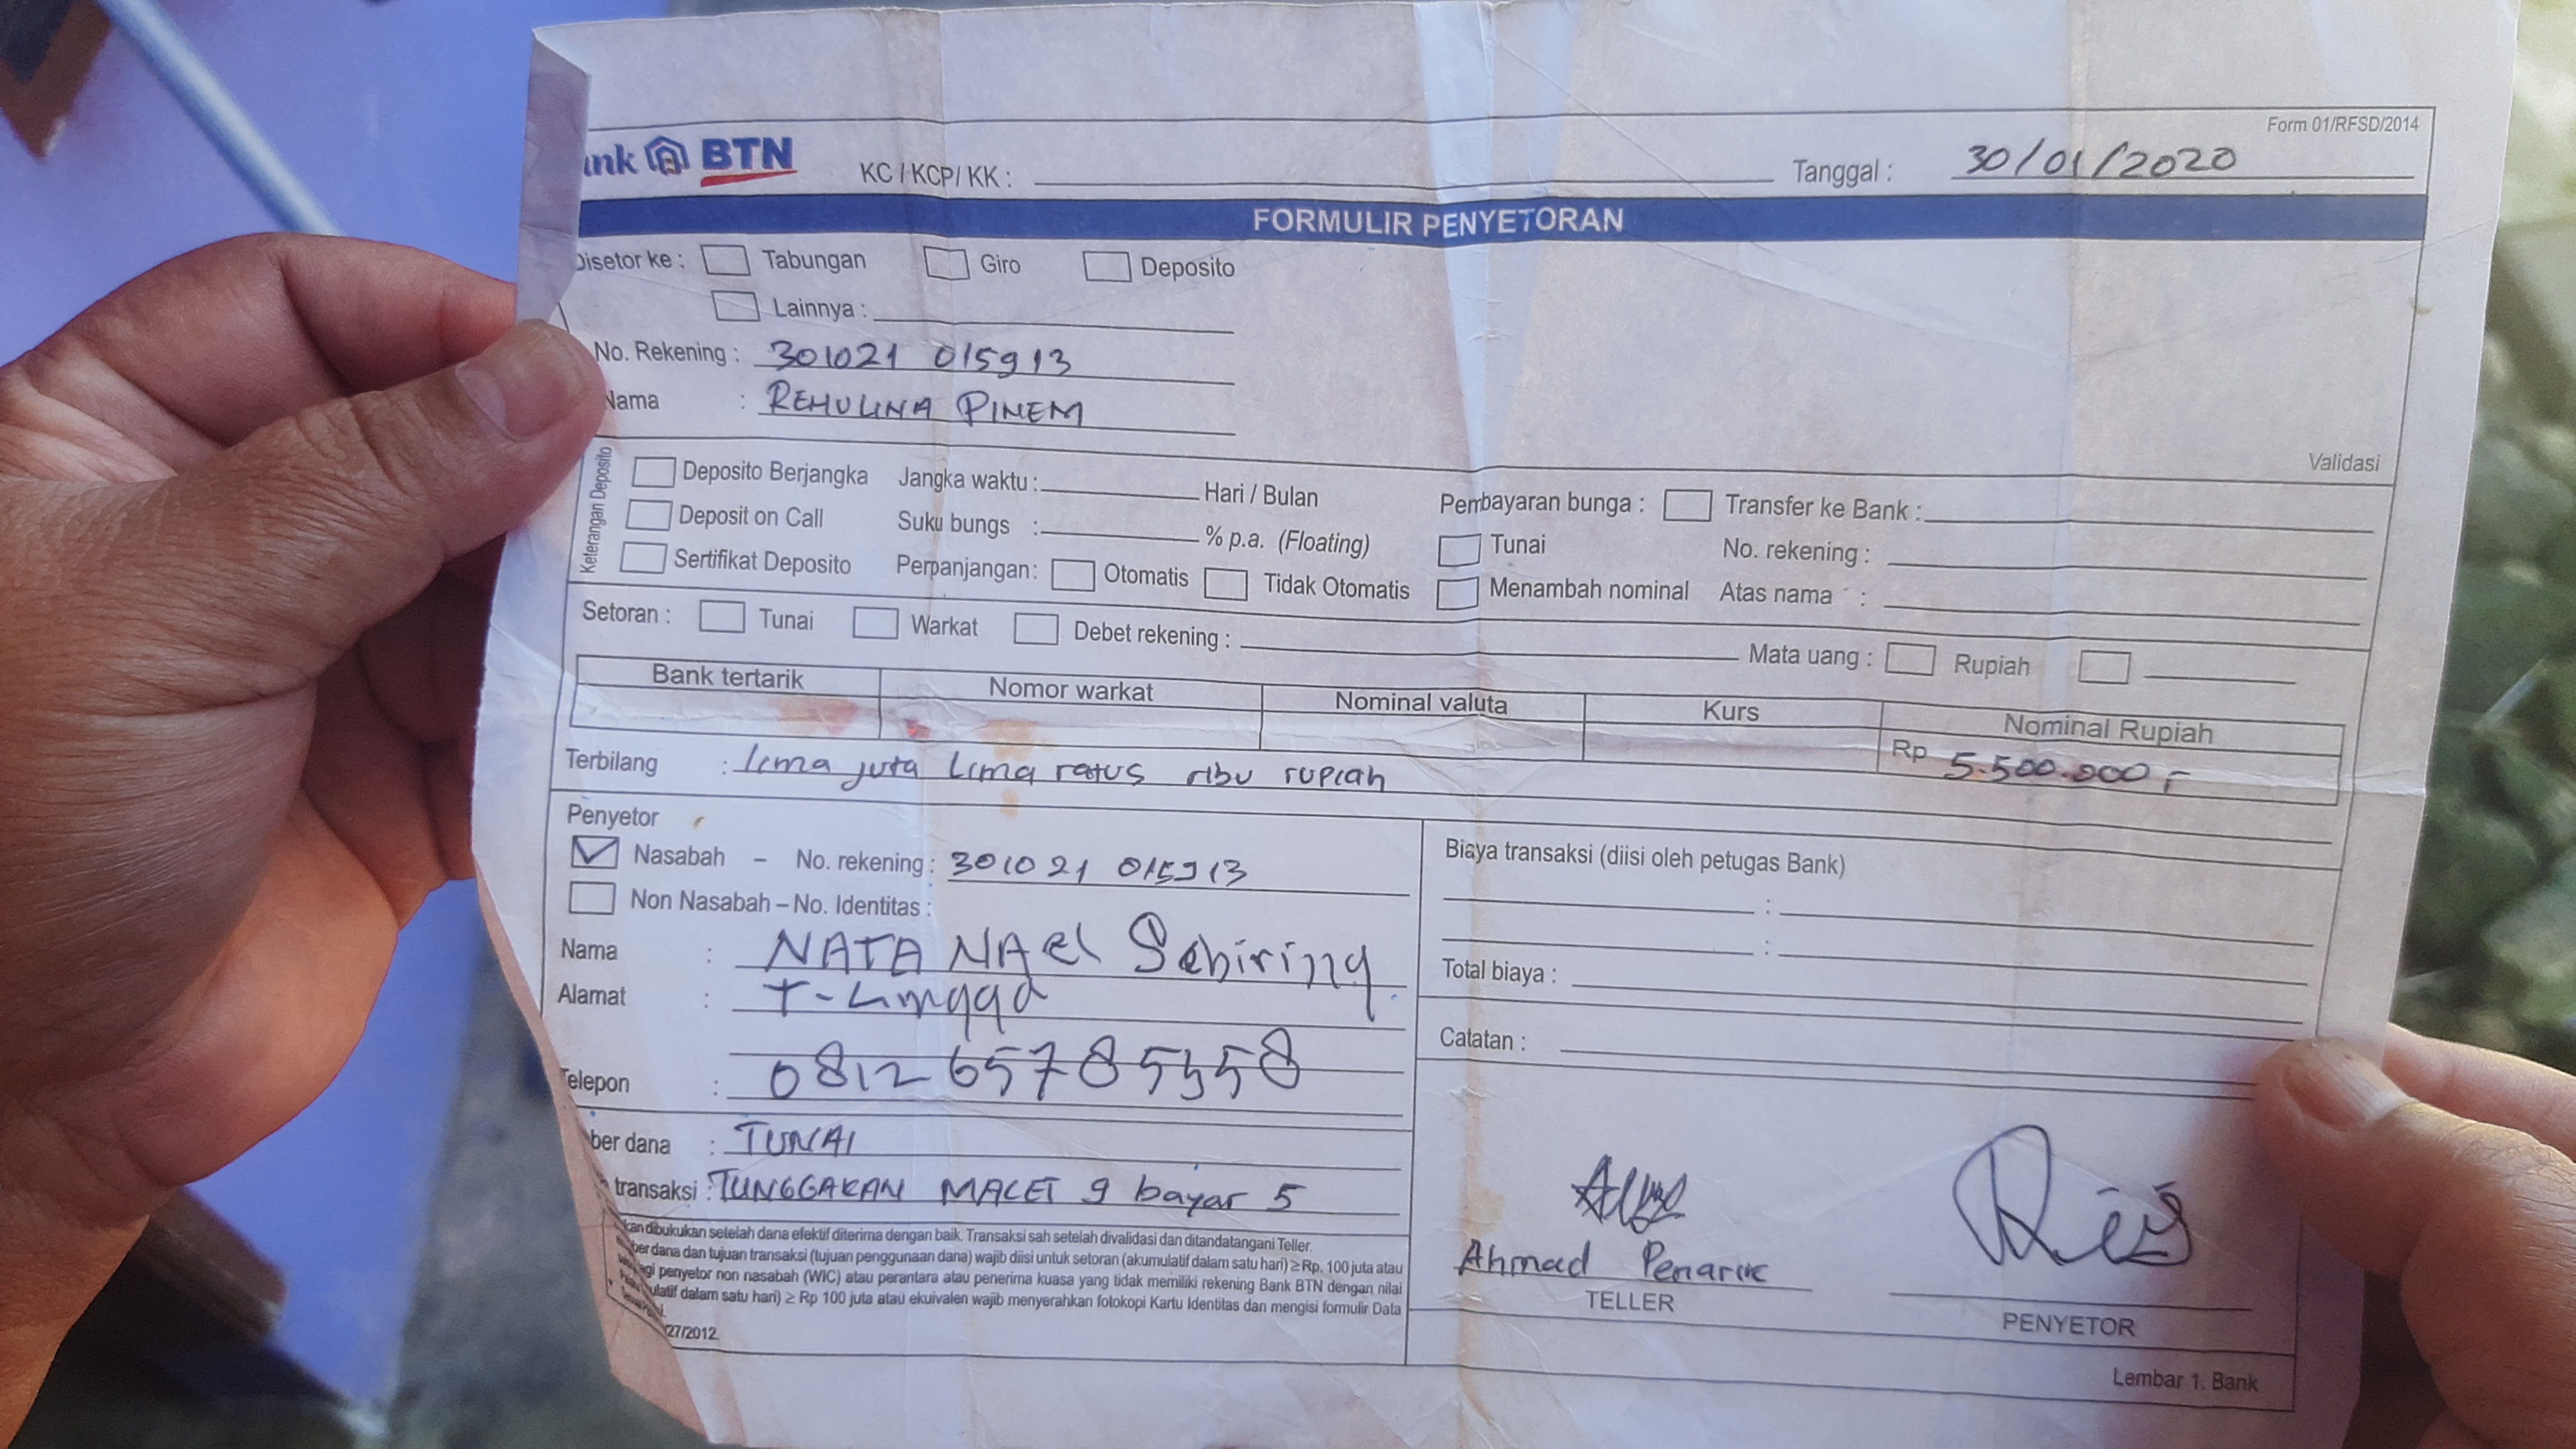 ank BTN KC / KCP/ KK : Tanggal : 30/01/2020
Form 01/RFSD/2014
FORMULIR PENYETORAN
Disetor ke : Tabungan Giro Deposito
Lainnya :
No. Rekening : 301021 015913
Nama : REHULINA PINEM
Validasi
Keterangan Deposito
Deposito Berjangka Jangka waktu : Hari / Bulan Pembayaran bunga : Transfer ke Bank :
Deposit on Call Suku bungs : % p.a. (Floating) Tunai No. rekening :
Sertifikat Deposito Perpanjangan : Otomatis Tidak Otomatis Menambah nominal Atas nama :
Setoran : Tunai Warkat Debet rekening : Mata uang : Rupiah
Bank tertarik Nomor warkat Nominal valuta Kurs Nominal Rupiah
Rp 5.500.000,-
Terbilang : lima juta lima ratus ribu rupiah
Penyetor
Nasabah - No. rekening : 301021 015913
Non Nasabah – No. Identitas :
Nama : NATA NAel Sebiring
Alamat : T-Lingga
Telepon : 0812 6578 5558
ber dana : TUNAI
transaksi : TUNGGAKAN MACET 9 bayar 5
Biaya transaksi (diisi oleh petugas Bank)
:
:
Total biaya :
Catatan :
Ahmad
TELLER
PENYETOR
kan dibukukan setelah dana efektif diterima dengan baik. Transaksi sah setelah divalidasi dan ditandatangani Teller.
ber dana dan tujuan transaksi (tujuan penggunaan dana) wajib diisi untuk setoran (akumulatif dalam satu hari) ≥ Rp. 100 juta atau
agi penyetor non nasabah (WIC) atau perantara atau penerima kuasa yang tidak memiliki rekening Bank BTN dengan nilai
ulatif dalam satu hari) ≥ Rp 100 juta atau ekuivalen wajib menyerahkan fotokopi Kartu Identitas dan mengisi formulir Data
27/2012.
Lembar 1. Bank